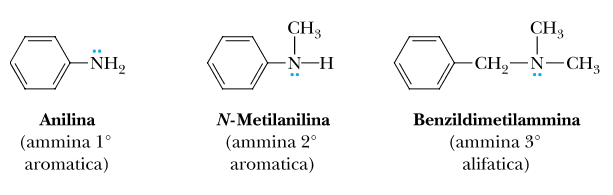 NH2
CH3
N—H
CH3
CH2—N—CH3
Anilina
(ammina 1°
aromatica)
N-Metilanilina
(ammina 2°
aromatica)
Benzildimetilammina
(ammina 3°
alifatica)